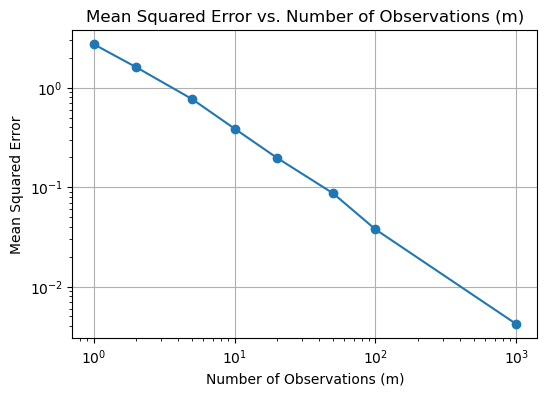 Mean Squared Error vs. Number of Observations (m)
Mean Squared Error
10⁰
10⁻¹
10⁻²
10⁰
10¹
10²
10³
Number of Observations (m)